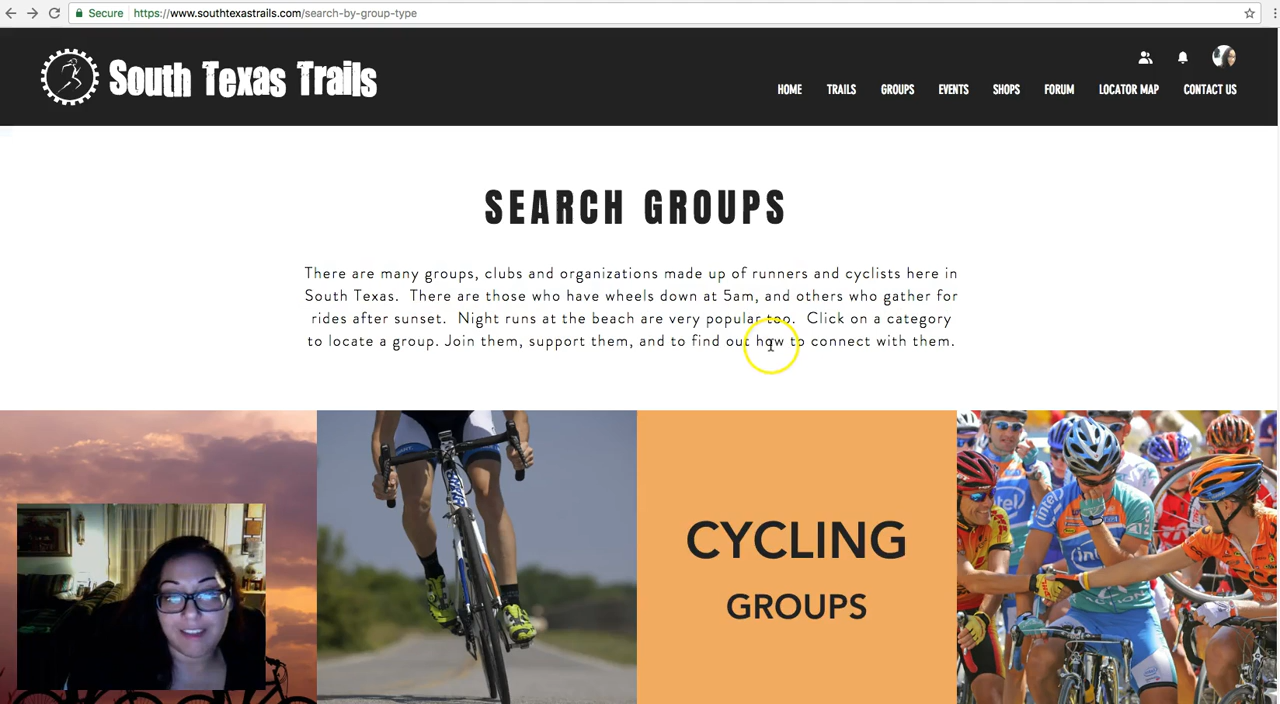 Secure https://www.southtexastrails.com/search-by-group-type
South Texas Trails
HOME TRAILS GROUPS EVENTS SHOPS FORUM LOCATOR MAP CONTACT US
SEARCH GROUPS
There are many groups, clubs and organizations made up of runners and cyclists here in
South Texas. There are those who have wheels down at 5am, and others who gather for
rides after sunset. Night runs at the beach are very popular too. Click on a category
to locate a group. Join them, support them, and to find out how to connect with them.
CYCLING
GROUPS
intel
intel
intel